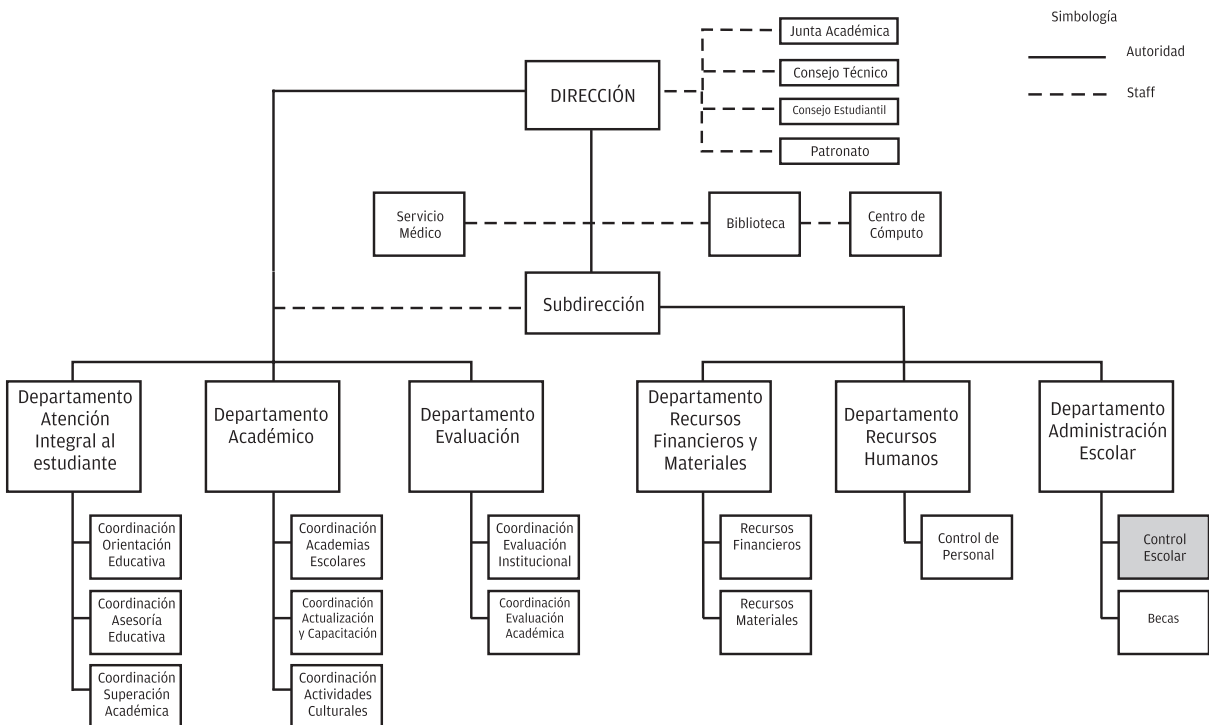 Simbología
Autoridad
Staff
Junta Académica
Consejo Técnico
Consejo Estudiantil
Patronato
DIRECCIÓN
Servicio
Médico
Biblioteca
Centro de
Cómputo
Subdirección
Departamento
Atención
Integral al
estudiante
Departamento
Académico
Departamento
Evaluación
Departamento
Recursos
Financieros y
Materiales
Departamento
Recursos
Humanos
Departamento
Administración
Escolar
Coordinación
Orientación
Educativa
Coordinación
Asesoría
Educativa
Coordinación
Superación
Académica
Coordinación
Academias
Escolares
Coordinación
Actualización
y Capacitación
Coordinación
Actividades
Culturales
Coordinación
Evaluación
Institucional
Coordinación
Evaluación
Académica
Recursos
Financieros
Recursos
Materiales
Control de
Personal
Control
Escolar
Becas